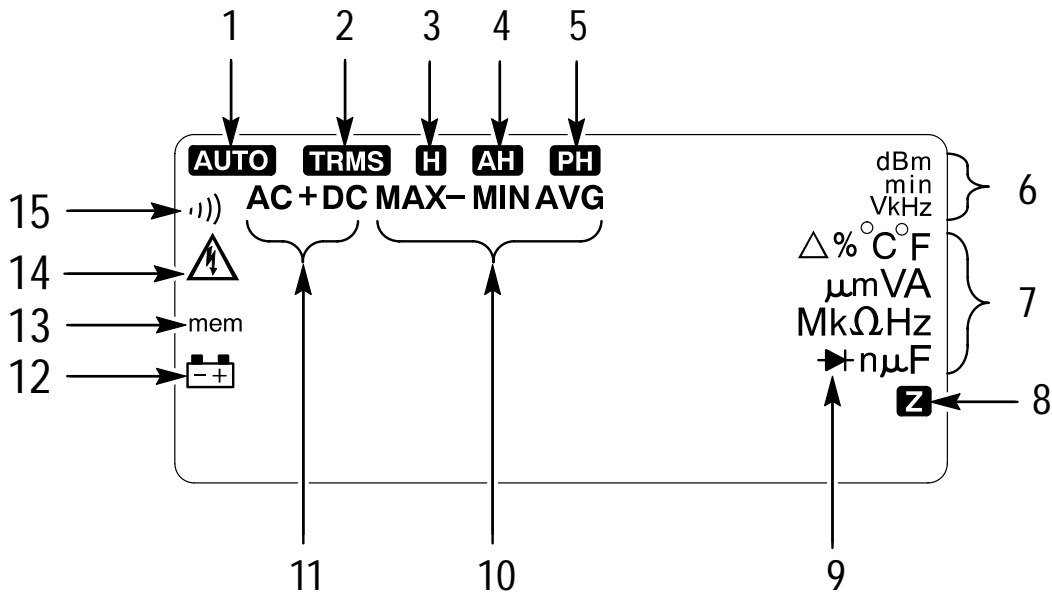 1 2 3 4 5
AUTO TRMS H AH PH
AC+DC MAX–MIN AVG
dBm
min
VkHz
6
15
△%°C°F
14
μmVA
7
13 mem
MkΩHz
12 - +
nμF
Z 8
11 10 9